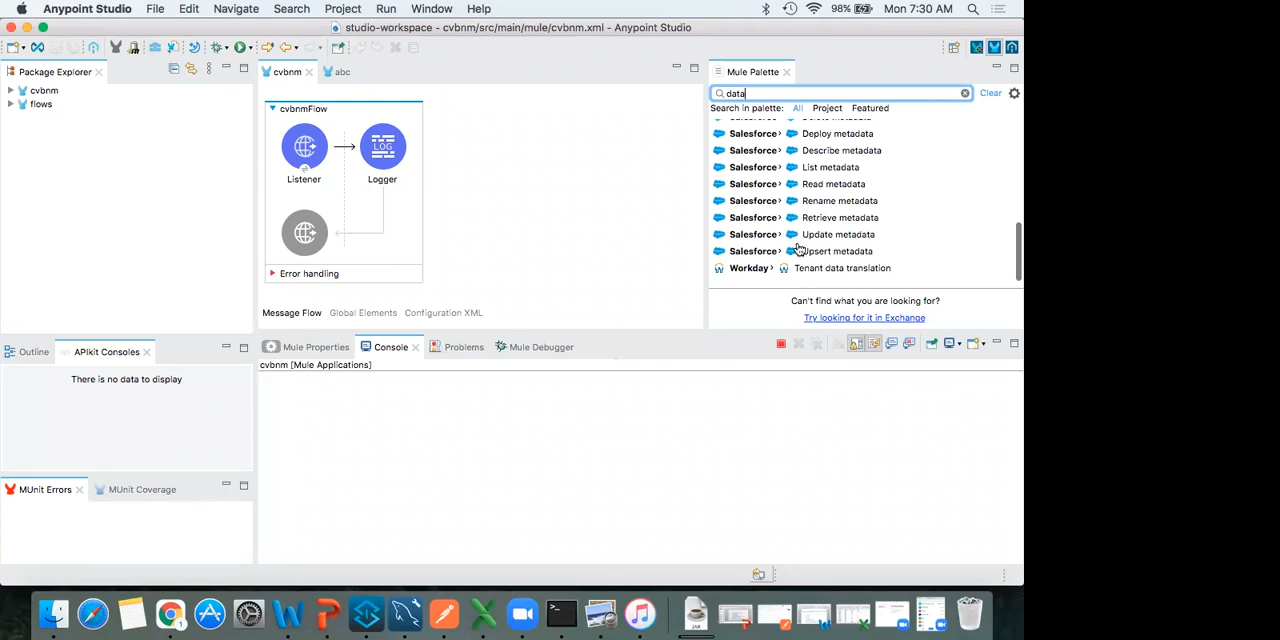 Anypoint Studio File Edit Navigate Search Project Run Window Help 98% Mon 7:30 AM
studio-workspace - cvbnm/src/main/mule/cvbnm.xml - Anypoint Studio
Package Explorer
cvbnm
flows
cvbnm abc
cvbnmFlow
LOG
Listener Logger
Error handling
Message Flow Global Elements Configuration XML
Mule Palette
data Clear
Search in palette: All Project Featured
Salesforce Deploy metadata
Salesforce Describe metadata
Salesforce List metadata
Salesforce Read metadata
Salesforce Rename metadata
Salesforce Retrieve metadata
Salesforce Update metadata
Salesforce Upsert metadata
Workday Tenant data translation
Can't find what you are looking for?
Try looking for it in Exchange
Outline APIkit Consoles
There is no data to display
MUnit Errors MUnit Coverage
Mule Properties Console Problems Mule Debugger
cvbnm [Mule Applications]